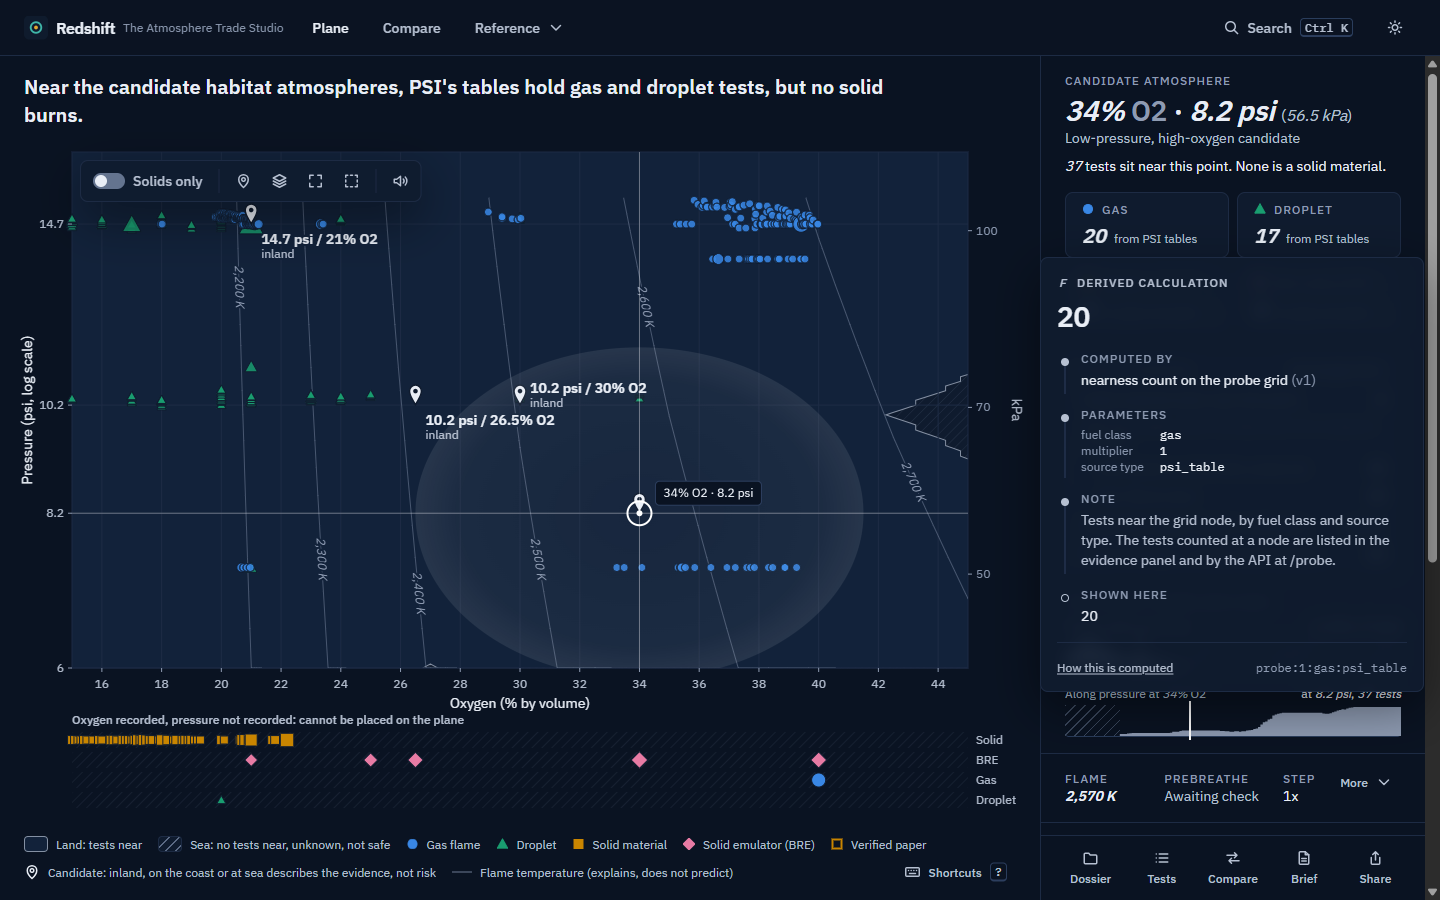 Redshift The Atmosphere Trade Studio Plane Compare Reference Search Ctrl K
Near the candidate habitat atmospheres, PSI's tables hold gas and droplet tests, but no solid
burns.
Solids only
14.7 psi / 21% O2
inland
10.2 psi / 30% O2
inland
10.2 psi / 26.5% O2
inland
34% O2 · 8.2 psi
2,200 K
2,300 K
2,400 K
2,500 K
2,600 K
2,700 K
Pressure (psi, log scale)
14.7
10.2
8.2
6
100
70
50
kPa
16 18 20 22 24 26 28 30 32 34 36 38 40 42 44
Oxygen (% by volume)
Oxygen recorded, pressure not recorded: cannot be placed on the plane
Solid
BRE
Gas
Droplet
Land: tests near Sea: no tests near, unknown, not safe Gas flame Droplet Solid material Solid emulator (BRE) Verified paper
Candidate: inland, on the coast or at sea describes the evidence, not risk Flame temperature (explains, does not predict) Shortcuts ?
CANDIDATE ATMOSPHERE
34% O2 · 8.2 psi (56.5 kPa)
Low-pressure, high-oxygen candidate
37 tests sit near this point. None is a solid material.
GAS
20 from PSI tables
DROPLET
17 from PSI tables
F DERIVED CALCULATION
20
COMPUTED BY
nearness count on the probe grid (v1)
PARAMETERS
fuel class gas
multiplier 1
source type psi_table
NOTE
Tests near the grid node, by fuel class and source
type. The tests counted at a node are listed in the
evidence panel and by the API at /probe.
SHOWN HERE
20
How this is computed probe:1:gas:psi_table
Along pressure at 34% O2 at 8.2 psi, 37 tests
FLAME
2,570 K
PREBREATHE
Awaiting check
STEP
1x
More
Dossier Tests Compare Brief Share